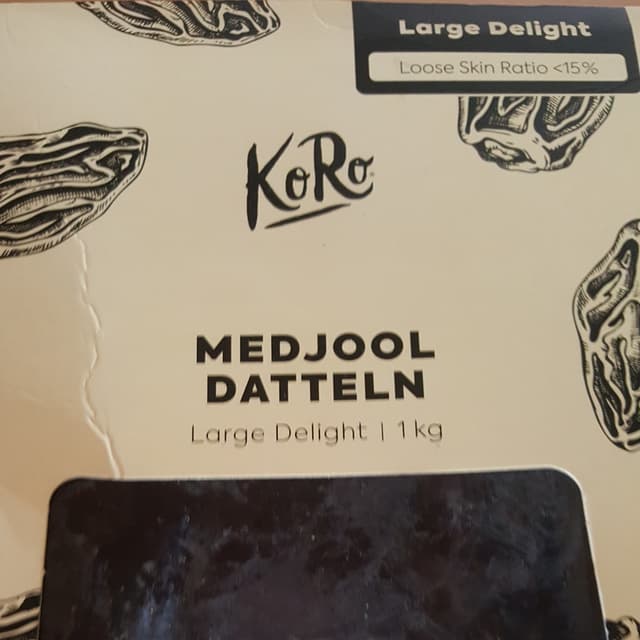 Large Delight
Loose Skin Ratio <15%
KoRo
MEDJOOL
DATTELN
Large Delight | 1 kg